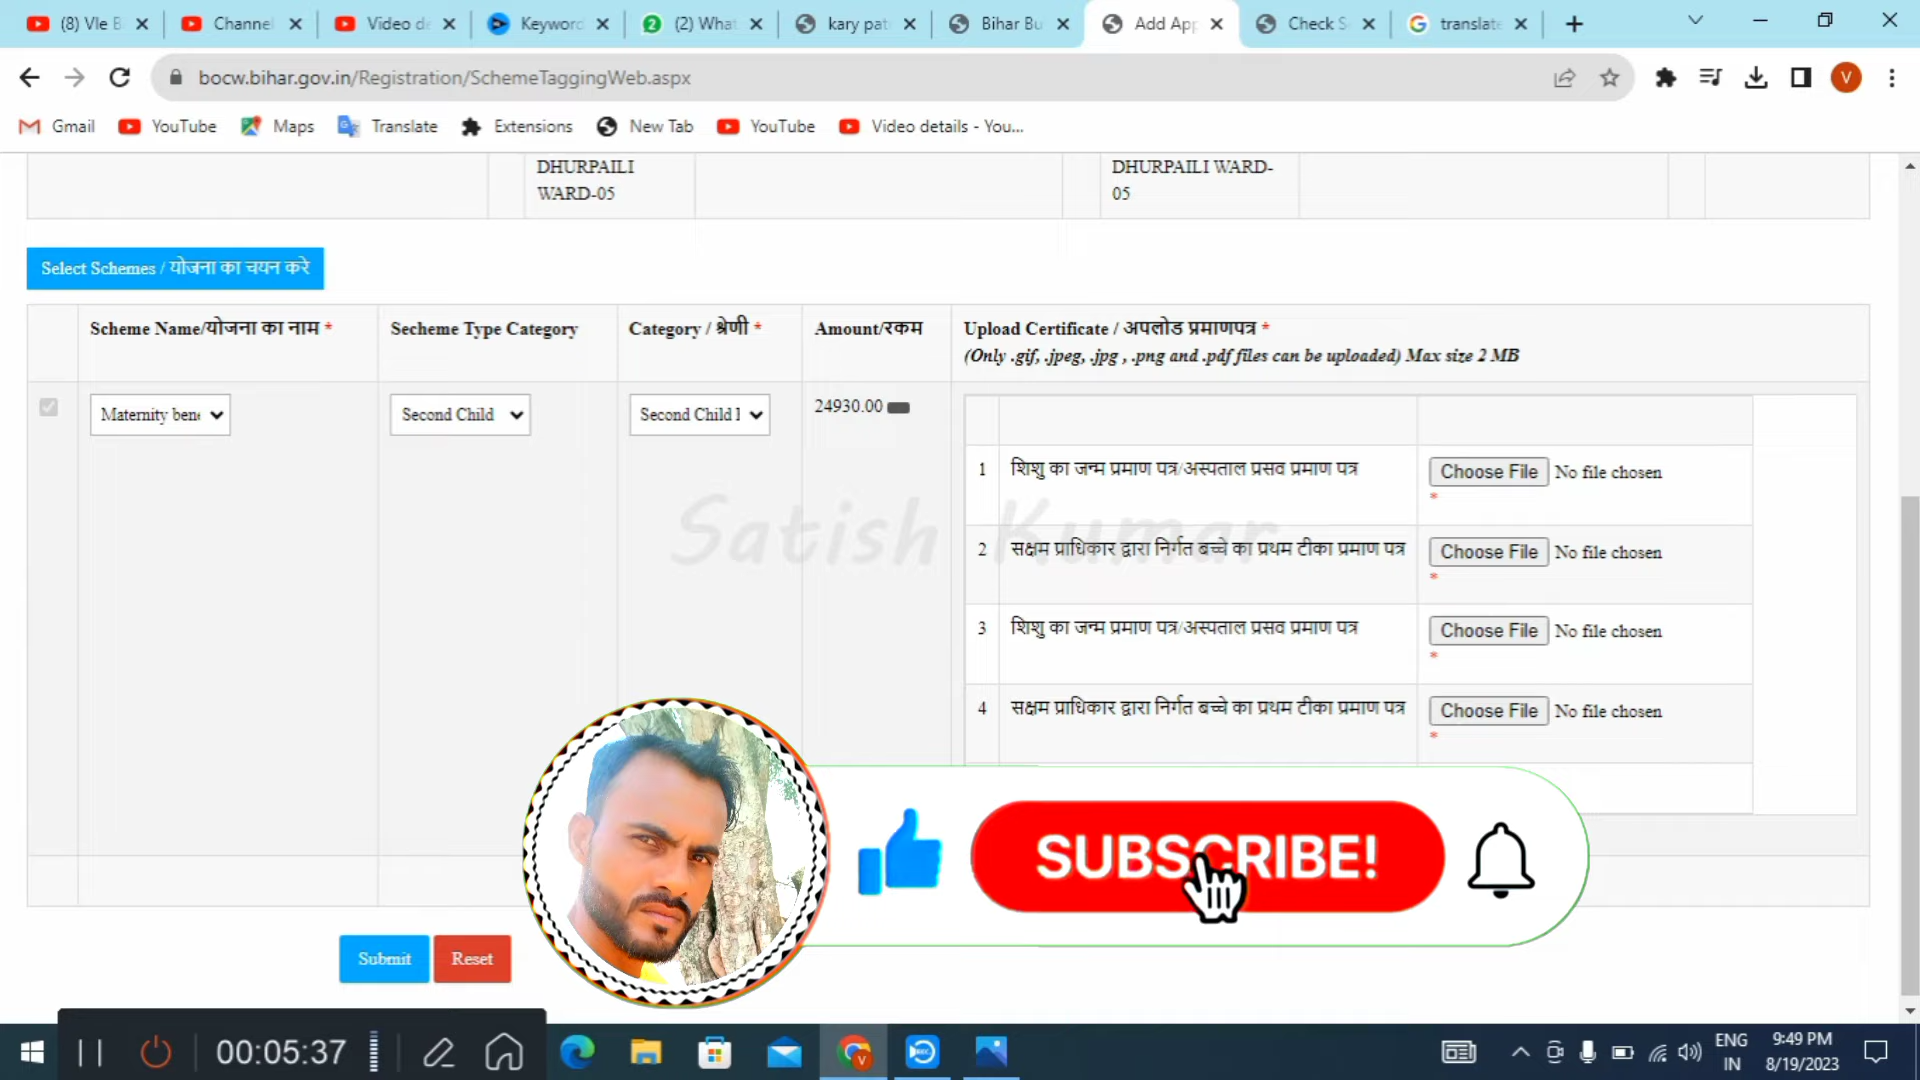 (8) Vle B
Channel
Video de
Keyword
(2) What
kary pat
Bihar Bu
Add App
Check S
translate
bocw.bihar.gov.in/Registration/SchemeTaggingWeb.aspx
V
Gmail
YouTube
Maps
Translate
Extensions
New Tab
YouTube
Video details - You...
DHURPAILI
WARD-05
DHURPAILI WARD-
05
Select Schemes / योजना का चयन करे
Scheme Name/योजना का नाम *
Secheme Type Category
Category / श्रेणी *
Amount/रकम
Upload Certificate / अपलोड प्रमाणपत्र *
(Only .gif, .jpeg, .jpg , .png and .pdf files can be uploaded) Max size 2 MB
Maternity bene
Second Child
Second Child I
24930.00
1 शिशु का जन्म प्रमाण पत्र/अस्पताल प्रसव प्रमाण पत्र Choose File No file chosen
*
2 सक्षम प्राधिकार द्वारा निर्गत बच्चे का प्रथम टीका प्रमाण पत्र Choose File No file chosen
*
3 शिशु का जन्म प्रमाण पत्र/अस्पताल प्रसव प्रमाण पत्र Choose File No file chosen
*
4 सक्षम प्राधिकार द्वारा निर्गत बच्चे का प्रथम टीका प्रमाण पत्र Choose File No file chosen
*
Satish Kumar
SUBSCRIBE!
Submit
Reset
00:05:37
REC
V
ENG
IN
9:49 PM
8/19/2023